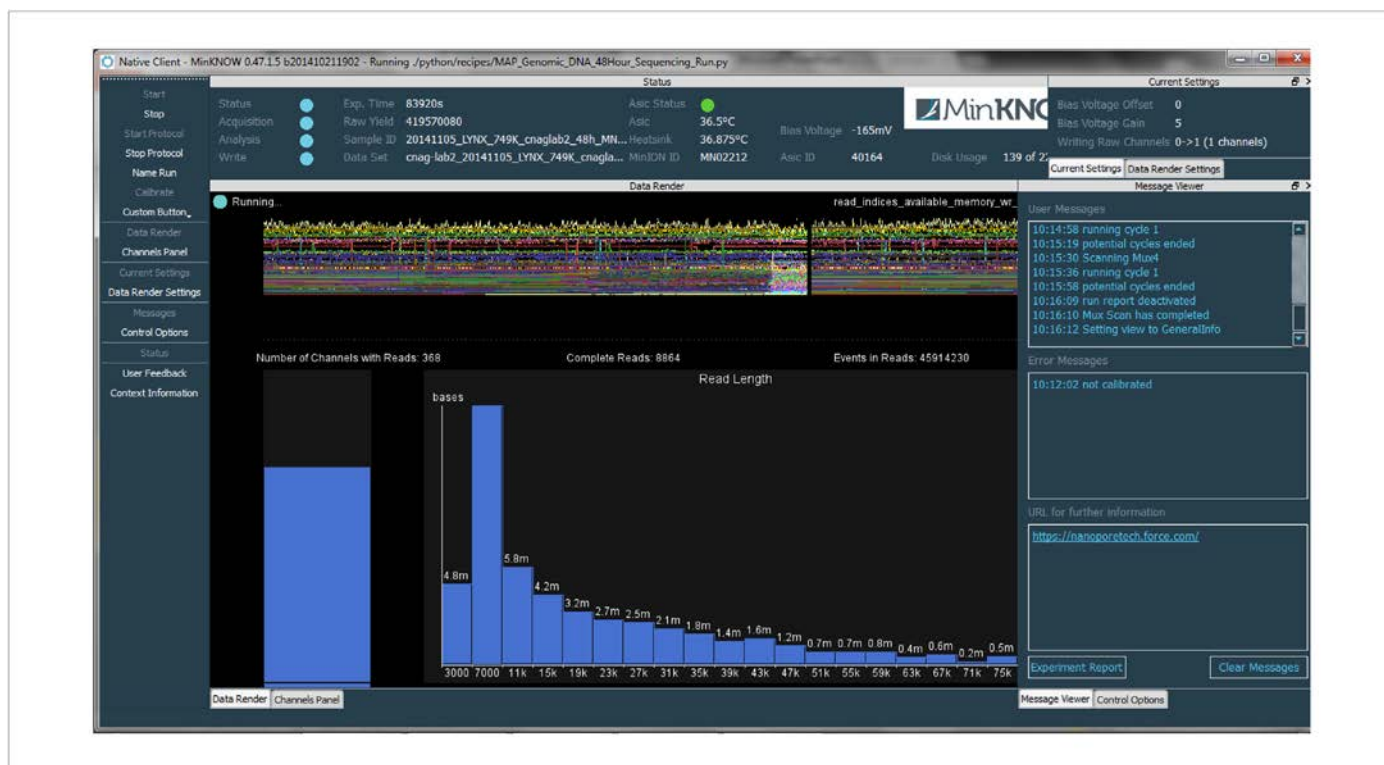 Native Client - MinKNOW 0.47.1.5 b201410211902 - Running ./python/recipes/MAP_Genomic_DNA_48Hour_Sequencing_Run.py
Start
Stop
Start Protocol
Stop Protocol
Name Run
Calibrate
Custom Button
Data Render
Channels Panel
Current Settings
Data Render Settings
Messages
Control Options
Status
User Feedback
Context Information
Status
Status Exp. Time 83920s Asic Status
Acquisition Raw Yield 419570080 Asic 36.5ºC
Analysis Sample ID 20141105_LYNX_749K_cnaglab2_48h_MN... Heatsink 36.875ºC
Write Data Set cnag-lab2_20141105_LYNX_749K_cnagla... MinION ID MN02212
Bias Voltage -165mV
Asic ID 40164 Disk Usage 139 of
MinKNO
Current Settings
Bias Voltage Offset 0
Bias Voltage Gain 5
Writing Raw Channels 0->1 (1 channels)
Current Settings Data Render Settings
Data Render
Running... read_indices_available_memory_wr_
Number of Channels with Reads: 368 Complete Reads: 8864 Events in Reads: 45914230
Read Length
bases
4.8m 5.8m 4.2m 3.2m 2.7m 2.5m 2.1m 1.8m 1.4m 1.6m 1.2m 0.7m 0.7m 0.8m 0.4m 0.6m 0.2m 0.5m
3000 7000 11k 15k 19k 23k 27k 31k 35k 39k 43k 47k 51k 55k 59k 63k 67k 71k 75k
Data Render Channels Panel
Message Viewer
User Messages
10:14:58 running cycle 1
10:15:19 potential cycles ended
10:15:30 Scanning Mux4
10:15:36 running cycle 1
10:15:58 potential cycles ended
10:16:09 run report deactivated
10:16:10 Mux Scan has completed
10:16:12 Setting view to GeneralInfo
Error Messages
10:12:02 not calibrated
URL for further information
https://nanoporetech.force.com/
Experiment Report Clear Messages
Message Viewer Control Options